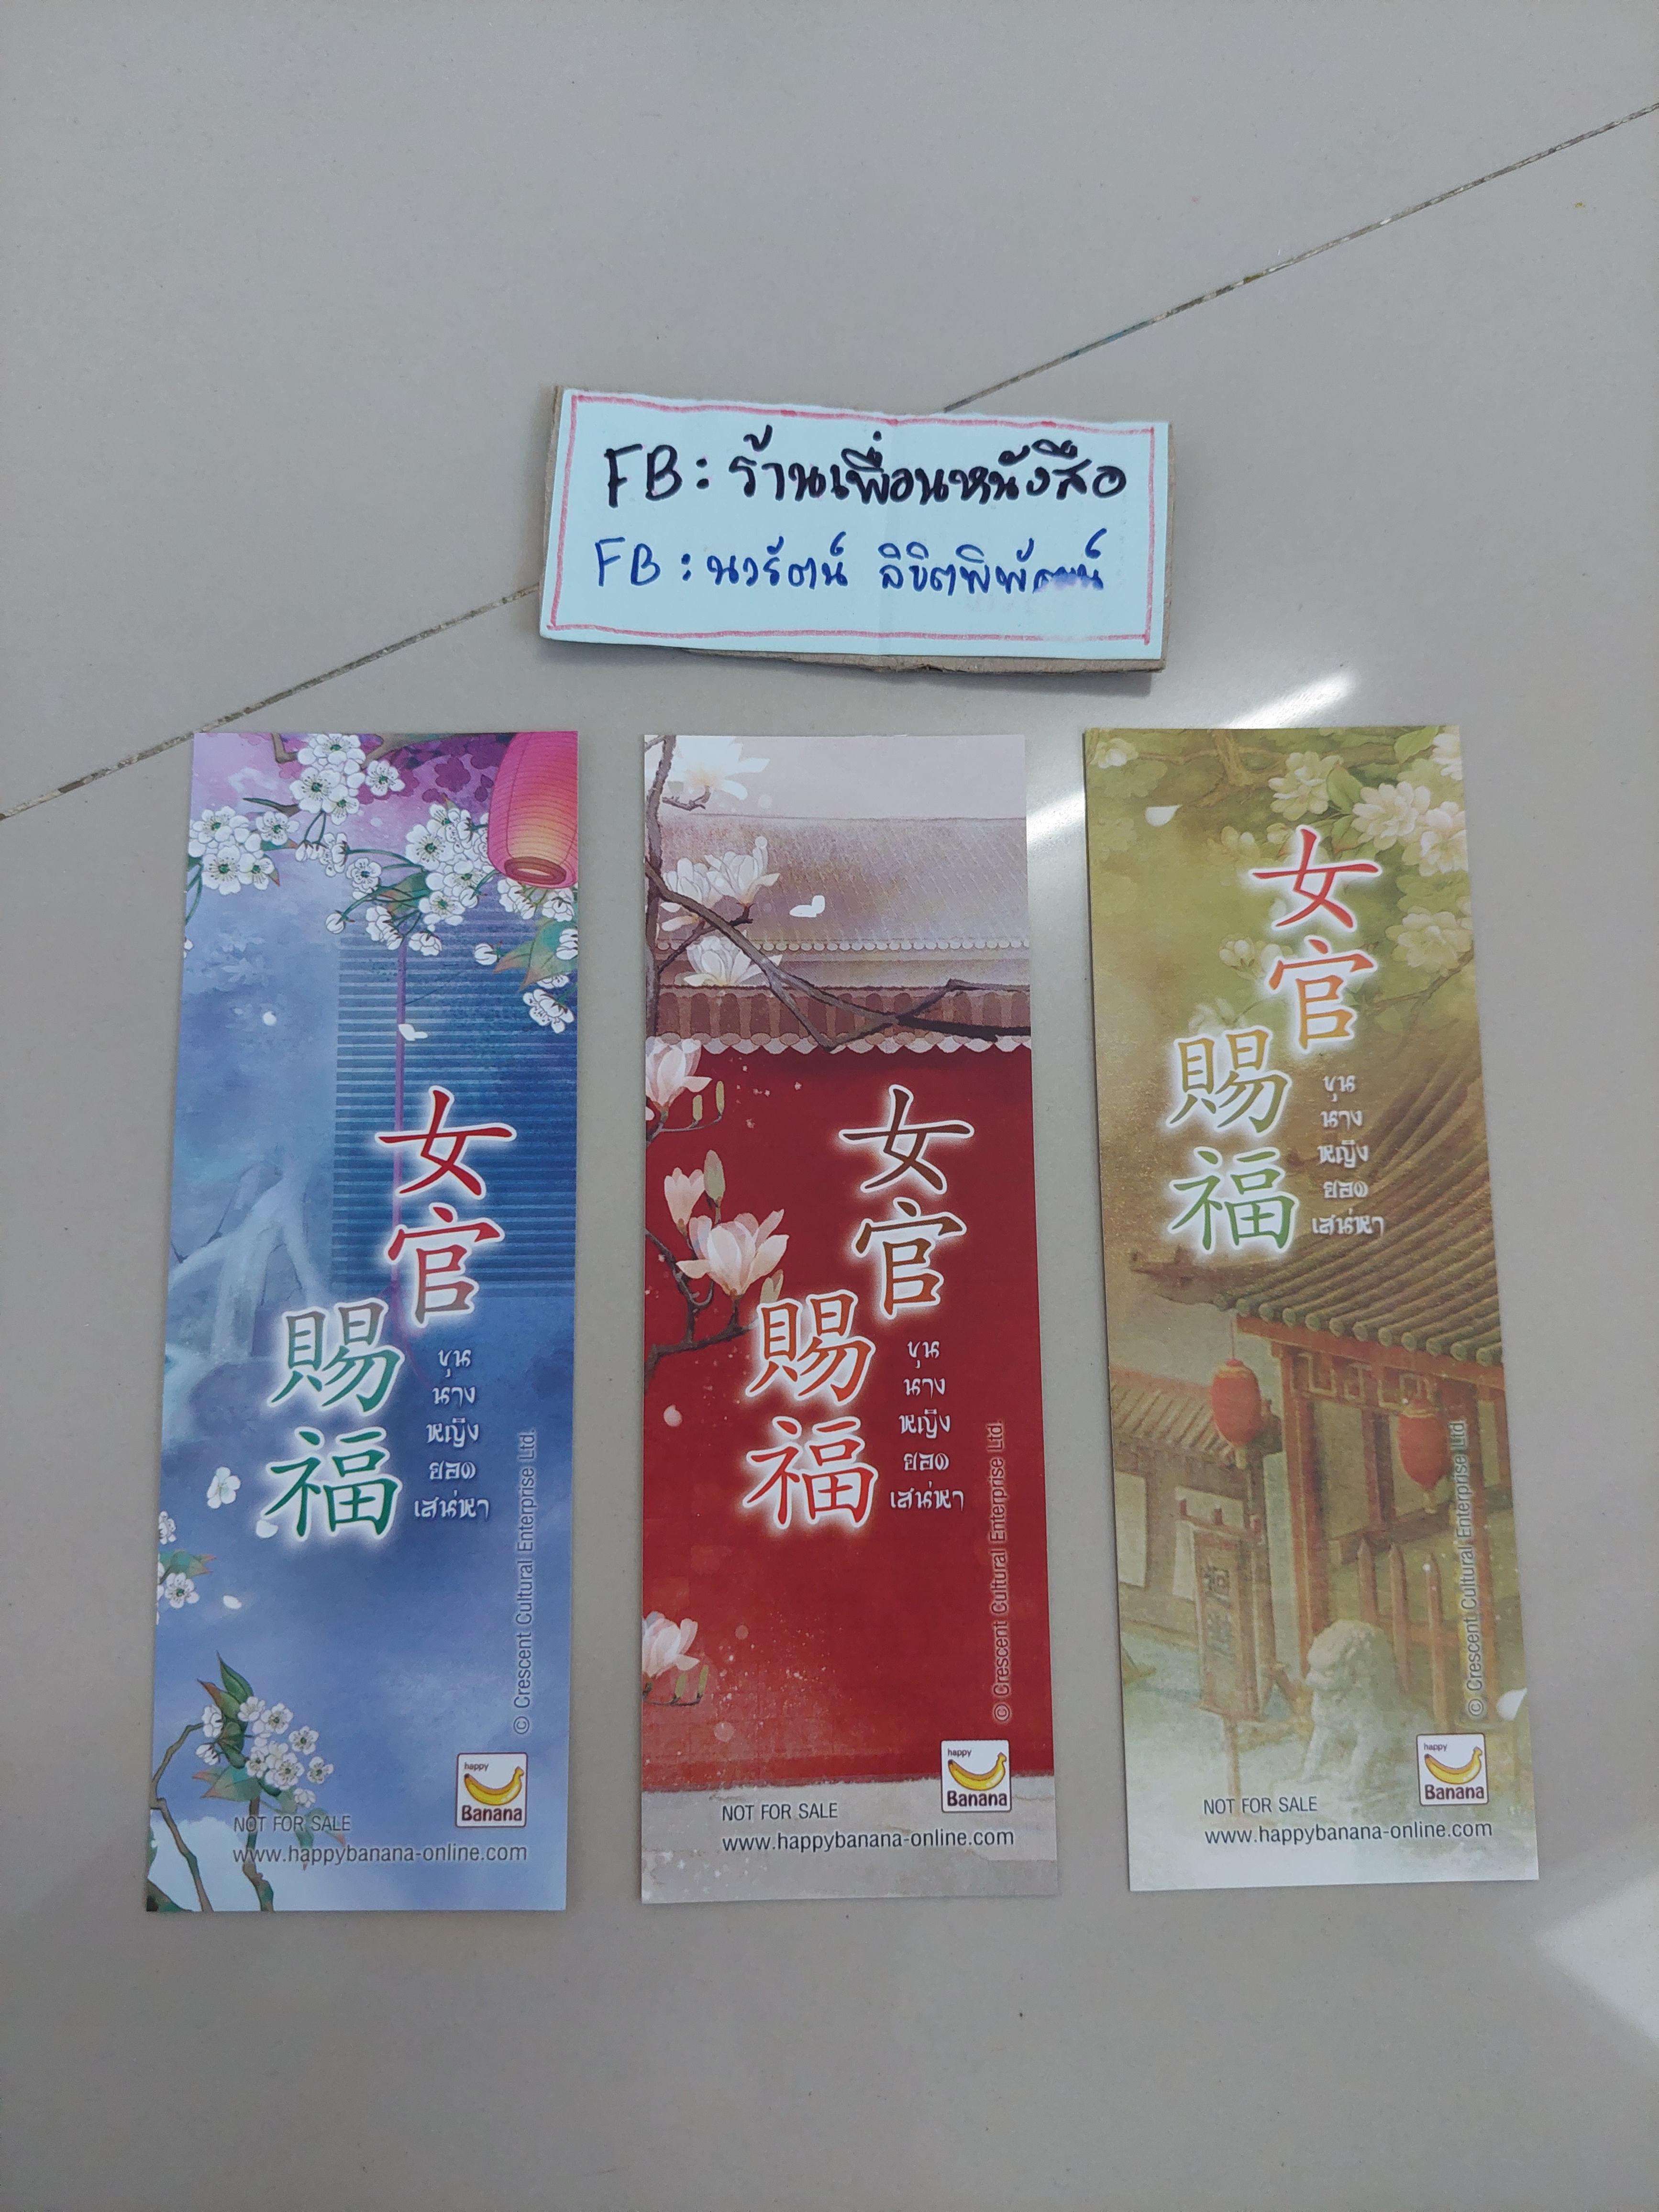 FB : ร้านเพื่อนหนังสือ
FB : นวรัตน์ ลิขิตพิพัฒน์
女官
賜福
ขุน
นาง
หญิง
ยอด
เสน่หา
© Crescent Cultural Enterprise Ltd.
happy
Banana
NOT FOR SALE
www.happybanana-online.com
女官
賜福
ขุน
นาง
หญิง
ยอด
เสน่หา
© Crescent Cultural Enterprise Ltd.
happy
Banana
NOT FOR SALE
www.happybanana-online.com
女官
賜福
ขุน
นาง
หญิง
ยอด
เสน่หา
© Crescent Cultural Enterprise Ltd.
happy
Banana
NOT FOR SALE
www.happybanana-online.com